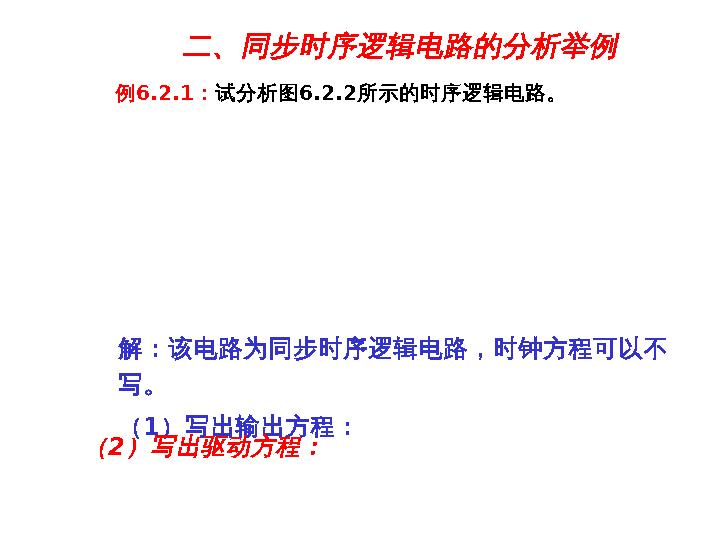 二、同步时序逻辑电路的分析举例
例6.2.1：试分析图6.2.2所示的时序逻辑电路。
解：该电路为同步时序逻辑电路，时钟方程可以不
写。
（1）写出输出方程：
（2）写出驱动方程：